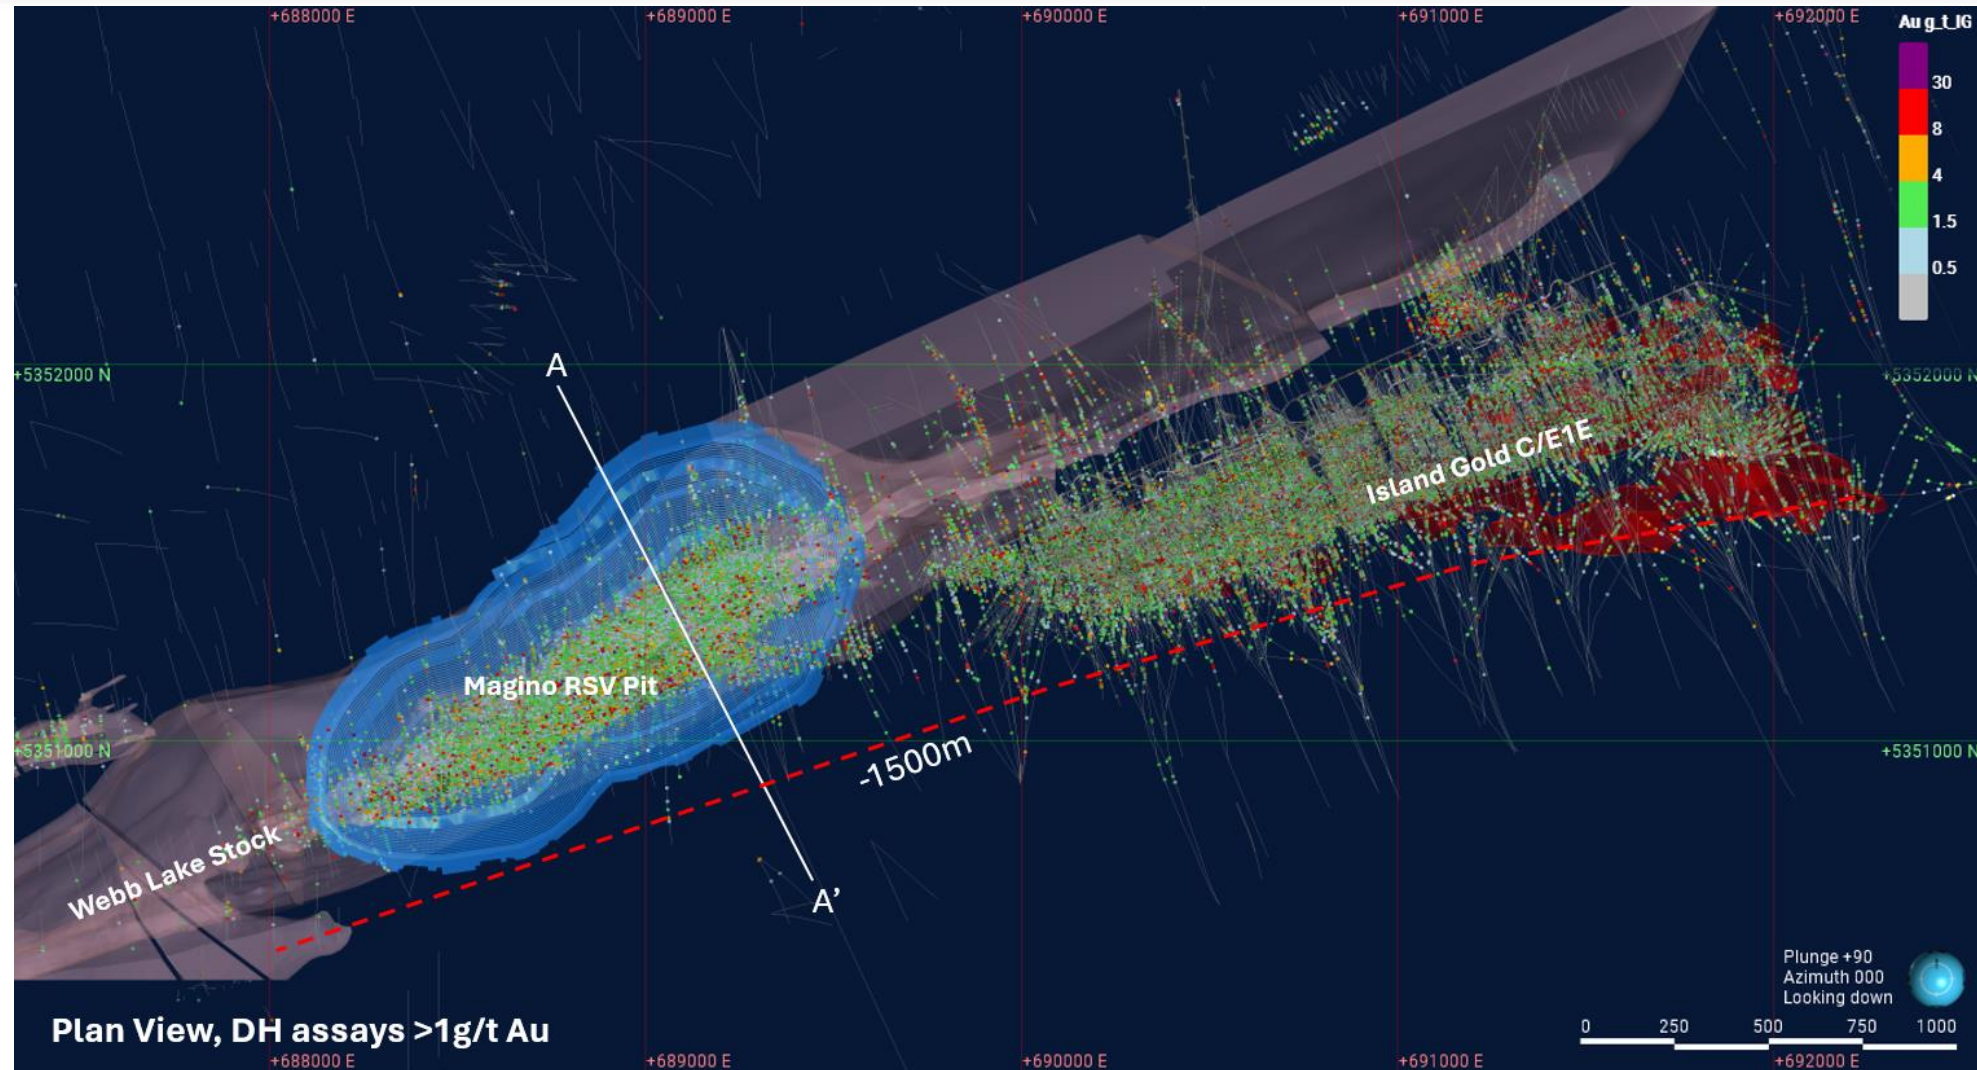 +688000 E
+689000 E
+690000 E
+691000 E
+692000 E
Au g_t_IG
30
8
4
1.5
0.5
A
+5352000 N
+5352000 N
Island Gold C/E1E
Magino RSV Pit
-1500m
+5351000 N
+5351000 N
Webb Lake Stock
A'
Plunge +90
Azimuth 000
Looking down
Plan View, DH assays >1g/t Au
0 250 500 750 1000
+688000 E
+689000 E
+690000 E
+691000 E
+692000 E